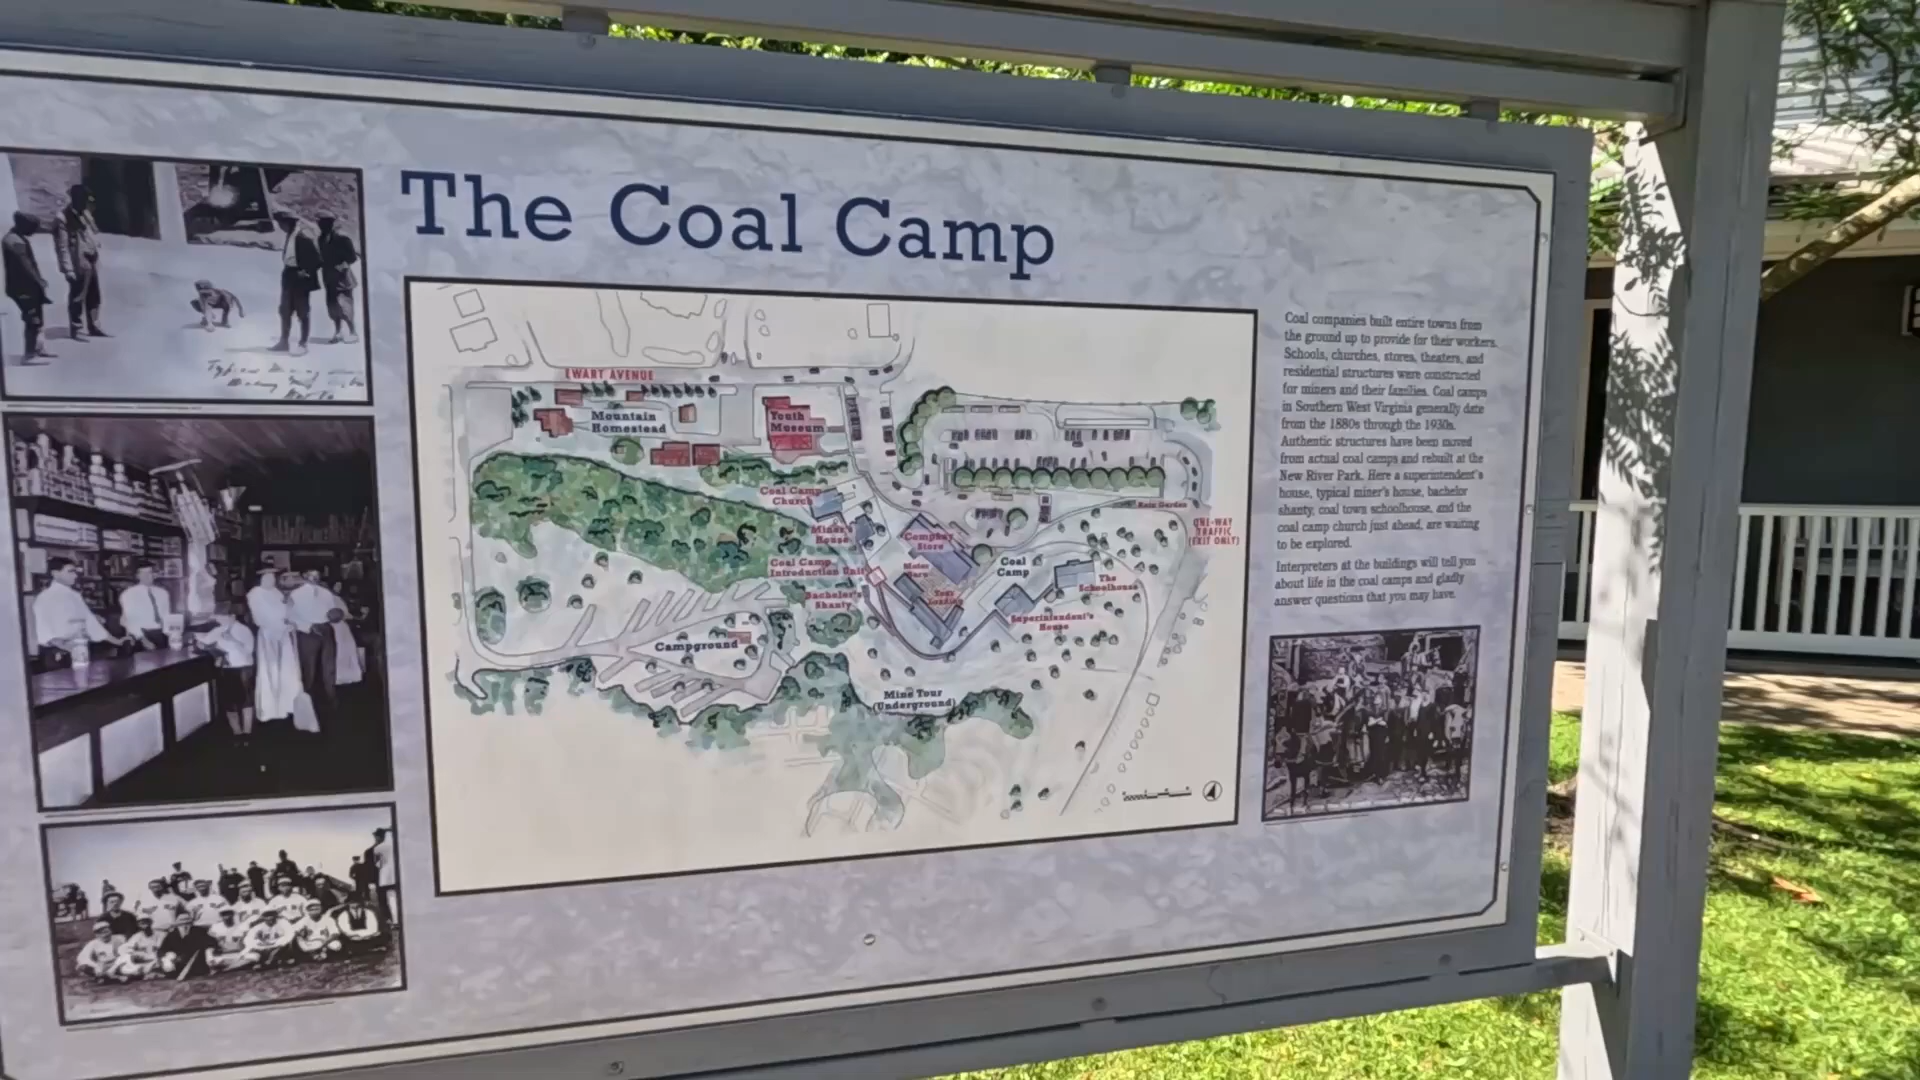 The Coal Camp
EWART AVENUE
Mountain
Homestead
Youth
Museum
Coal Camp
Church
Miner's
House
Company
Store
Coal Camp
Introduction Unit
Bachelor's
Shanty
Coal
Camp
The
Schoolhouse
Superintendent's
House
Rain Garden
ONE-WAY
TRAFFIC
(EXIT ONLY)
Campground
Mine Tour
(Underground)
Coal companies built entire towns from
the ground up to provide for their workers.
Schools, churches, stores, theaters, and
residential structures were constructed
for miners and their families. Coal camps
in Southern West Virginia generally date
from the 1880s through the 1930s.
Authentic structures have been moved
from actual coal camps and rebuilt at the
New River Park. Here a superintendent's
house, typical miner's house, bachelor
shanty, coal town schoolhouse, and the
coal camp church just ahead, are waiting
to be explored.
Interpreters at the buildings will tell you
about life in the coal camps and gladly
answer questions that you may have.